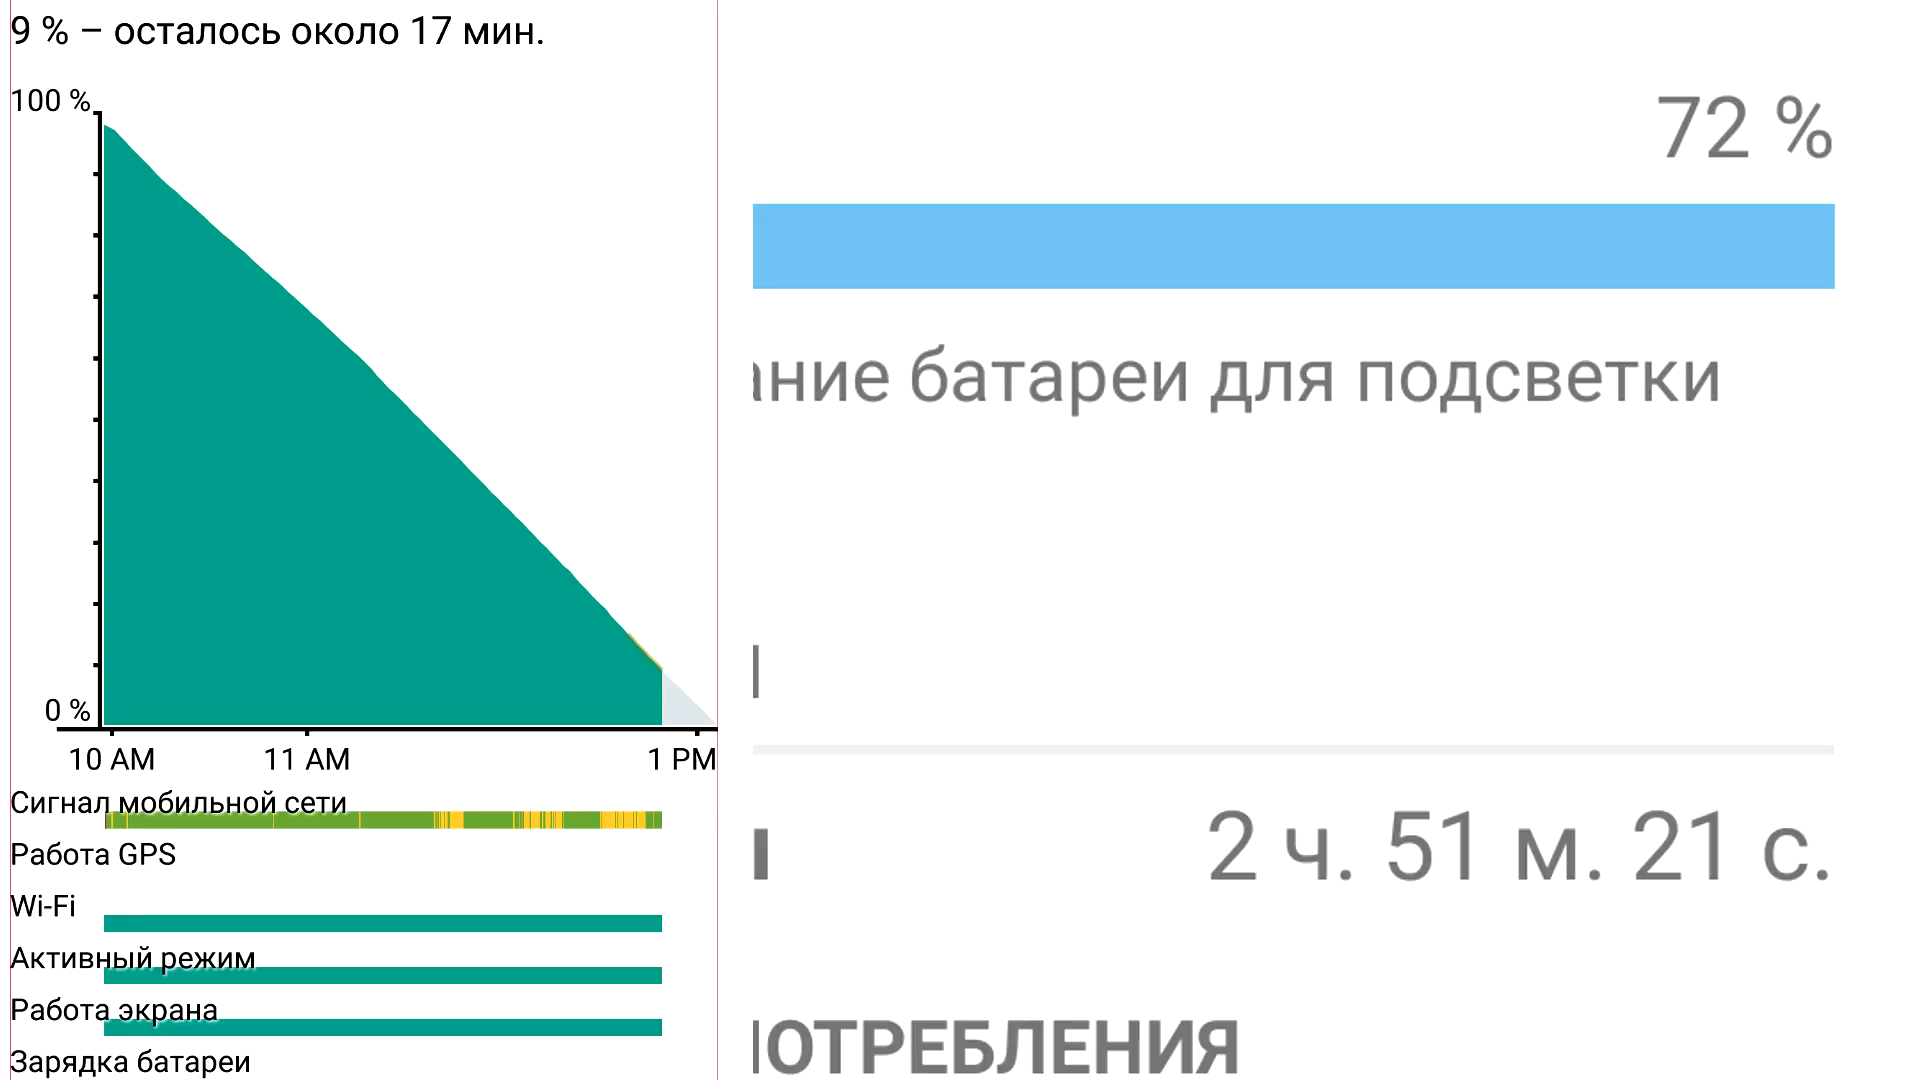 9 % – осталось около 17 мин.
100 %
0 %
10 AM
11 AM
1 PM
Сигнал мобильной сети
Работа GPS
Wi-Fi
Активный режим
Работа экрана
Зарядка батареи
72 %
ание батареи для подсветки
2 ч. 51 м. 21 с.
ПОТРЕБЛЕНИЯ